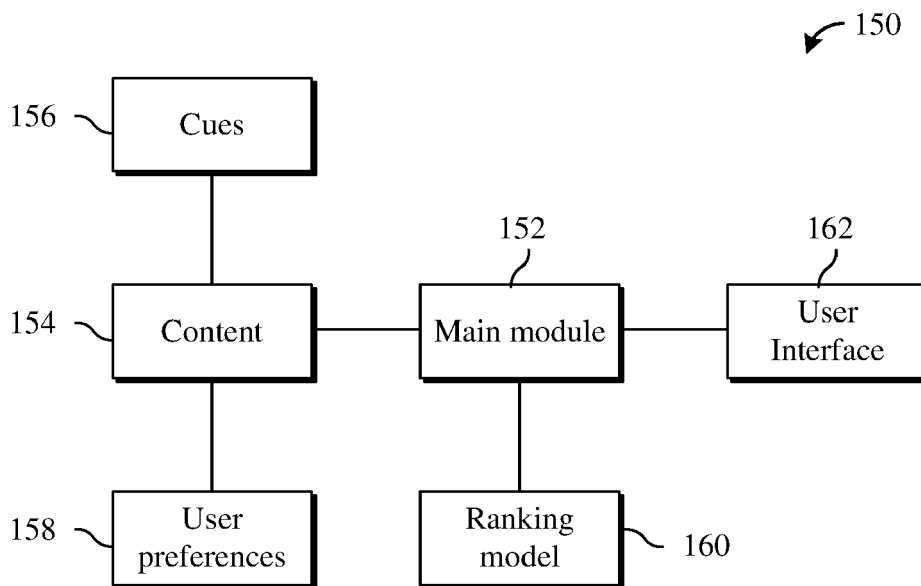 150
156
Cues
152
162
154
Content
Main module
User
Interface
158
User
preferences
Ranking
model
160